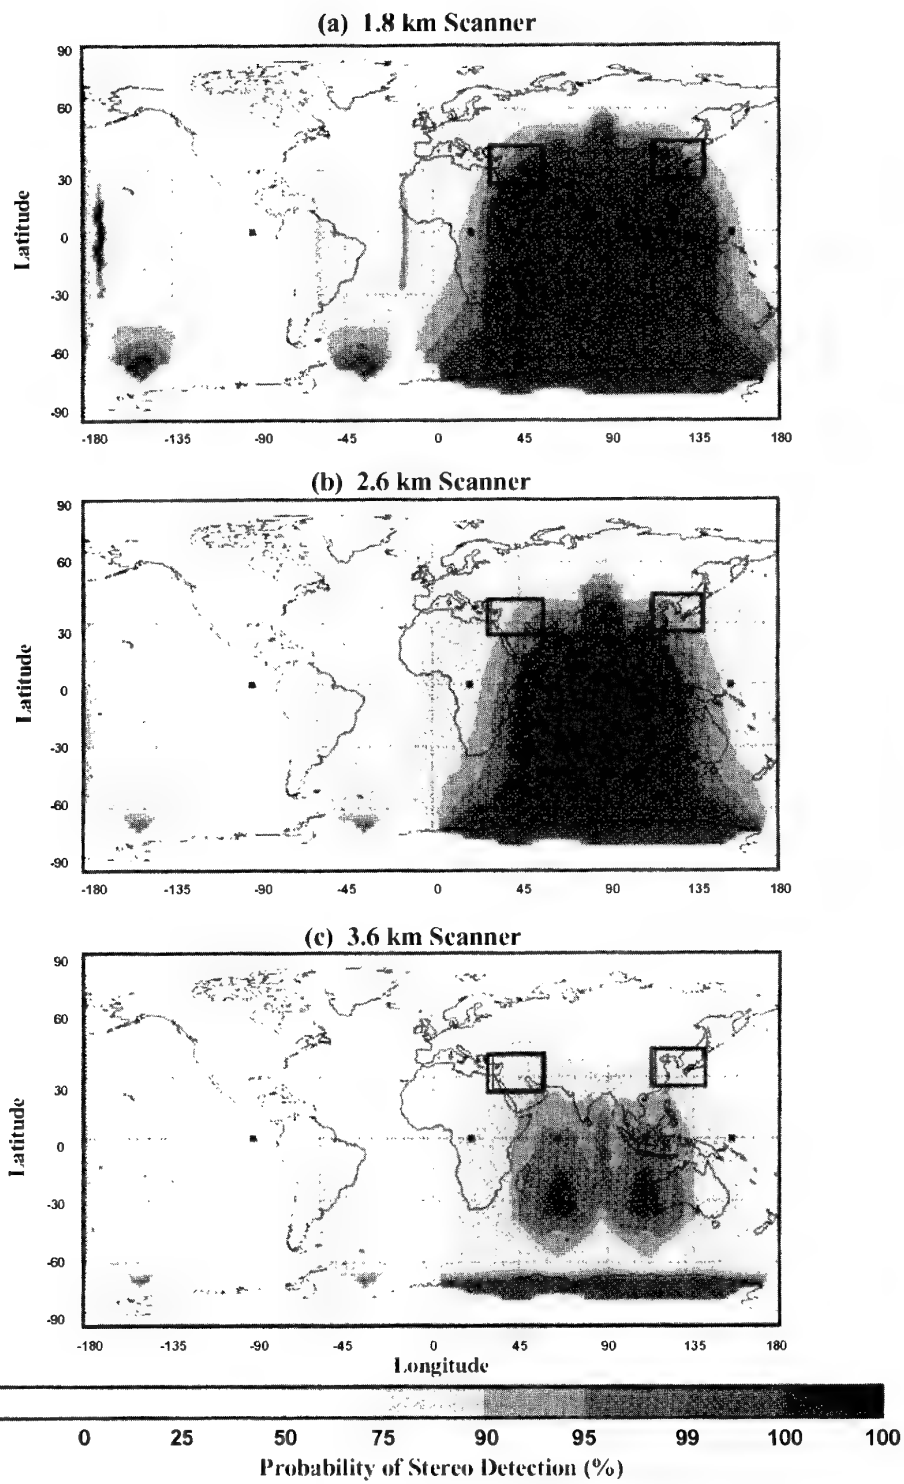 (a) 1.8 km Scanner
90
60
30
0
-30
-60
-90
Latitude
-180 -135 -90 -45 0 45 90 135 180
(b) 2.6 km Scanner
90
60
30
0
-30
-60
-90
Latitude
-180 -135 -90 -45 0 45 90 135 180
(c) 3.6 km Scanner
90
60
30
0
-30
-60
-90
Latitude
-180 -135 -90 -45 0 45 90 135 180
Longitude
0 25 50 75 90 95 99 100 100
Probability of Stereo Detection (%)